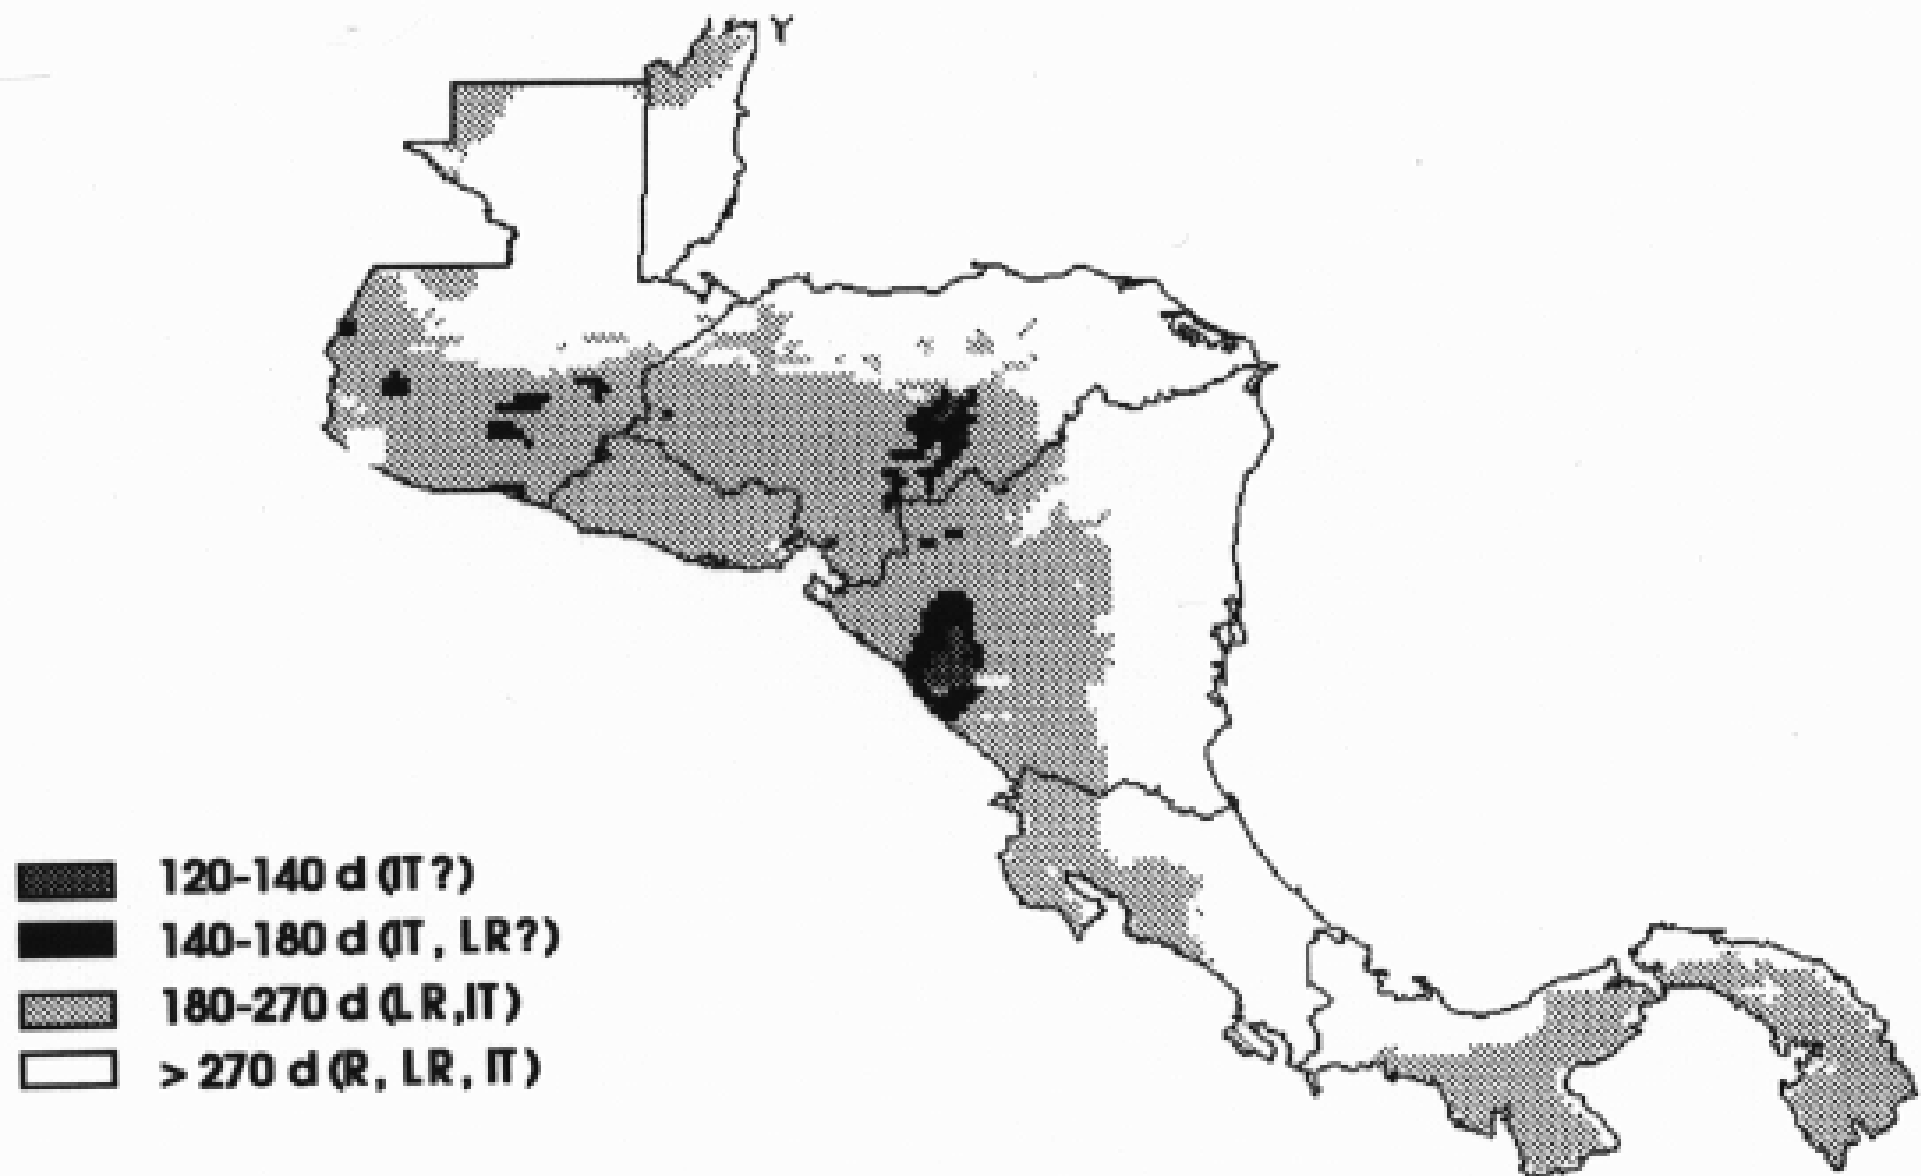 Y
120-140 d (IT?)
140-180 d (IT, LR?)
180-270 d (LR,IT)
> 270 d (R, LR, IT)